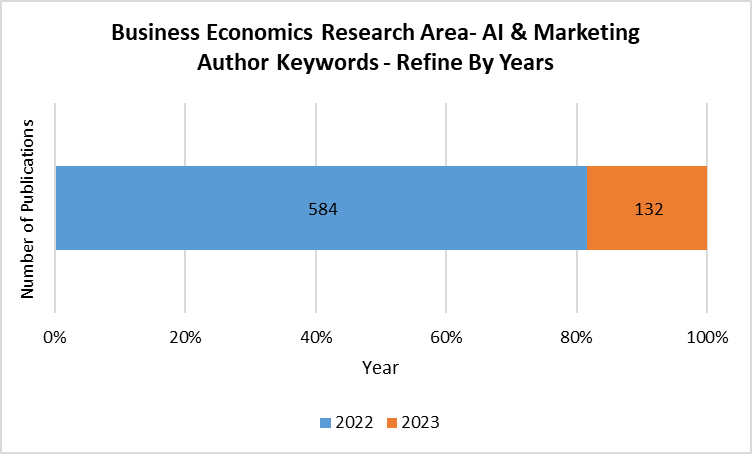 Business Economics Research Area- AI & Marketing
Author Keywords - Refine By Years
Number of Publications
584
132
0%
20%
40%
60%
80%
100%
Year
2022
2023